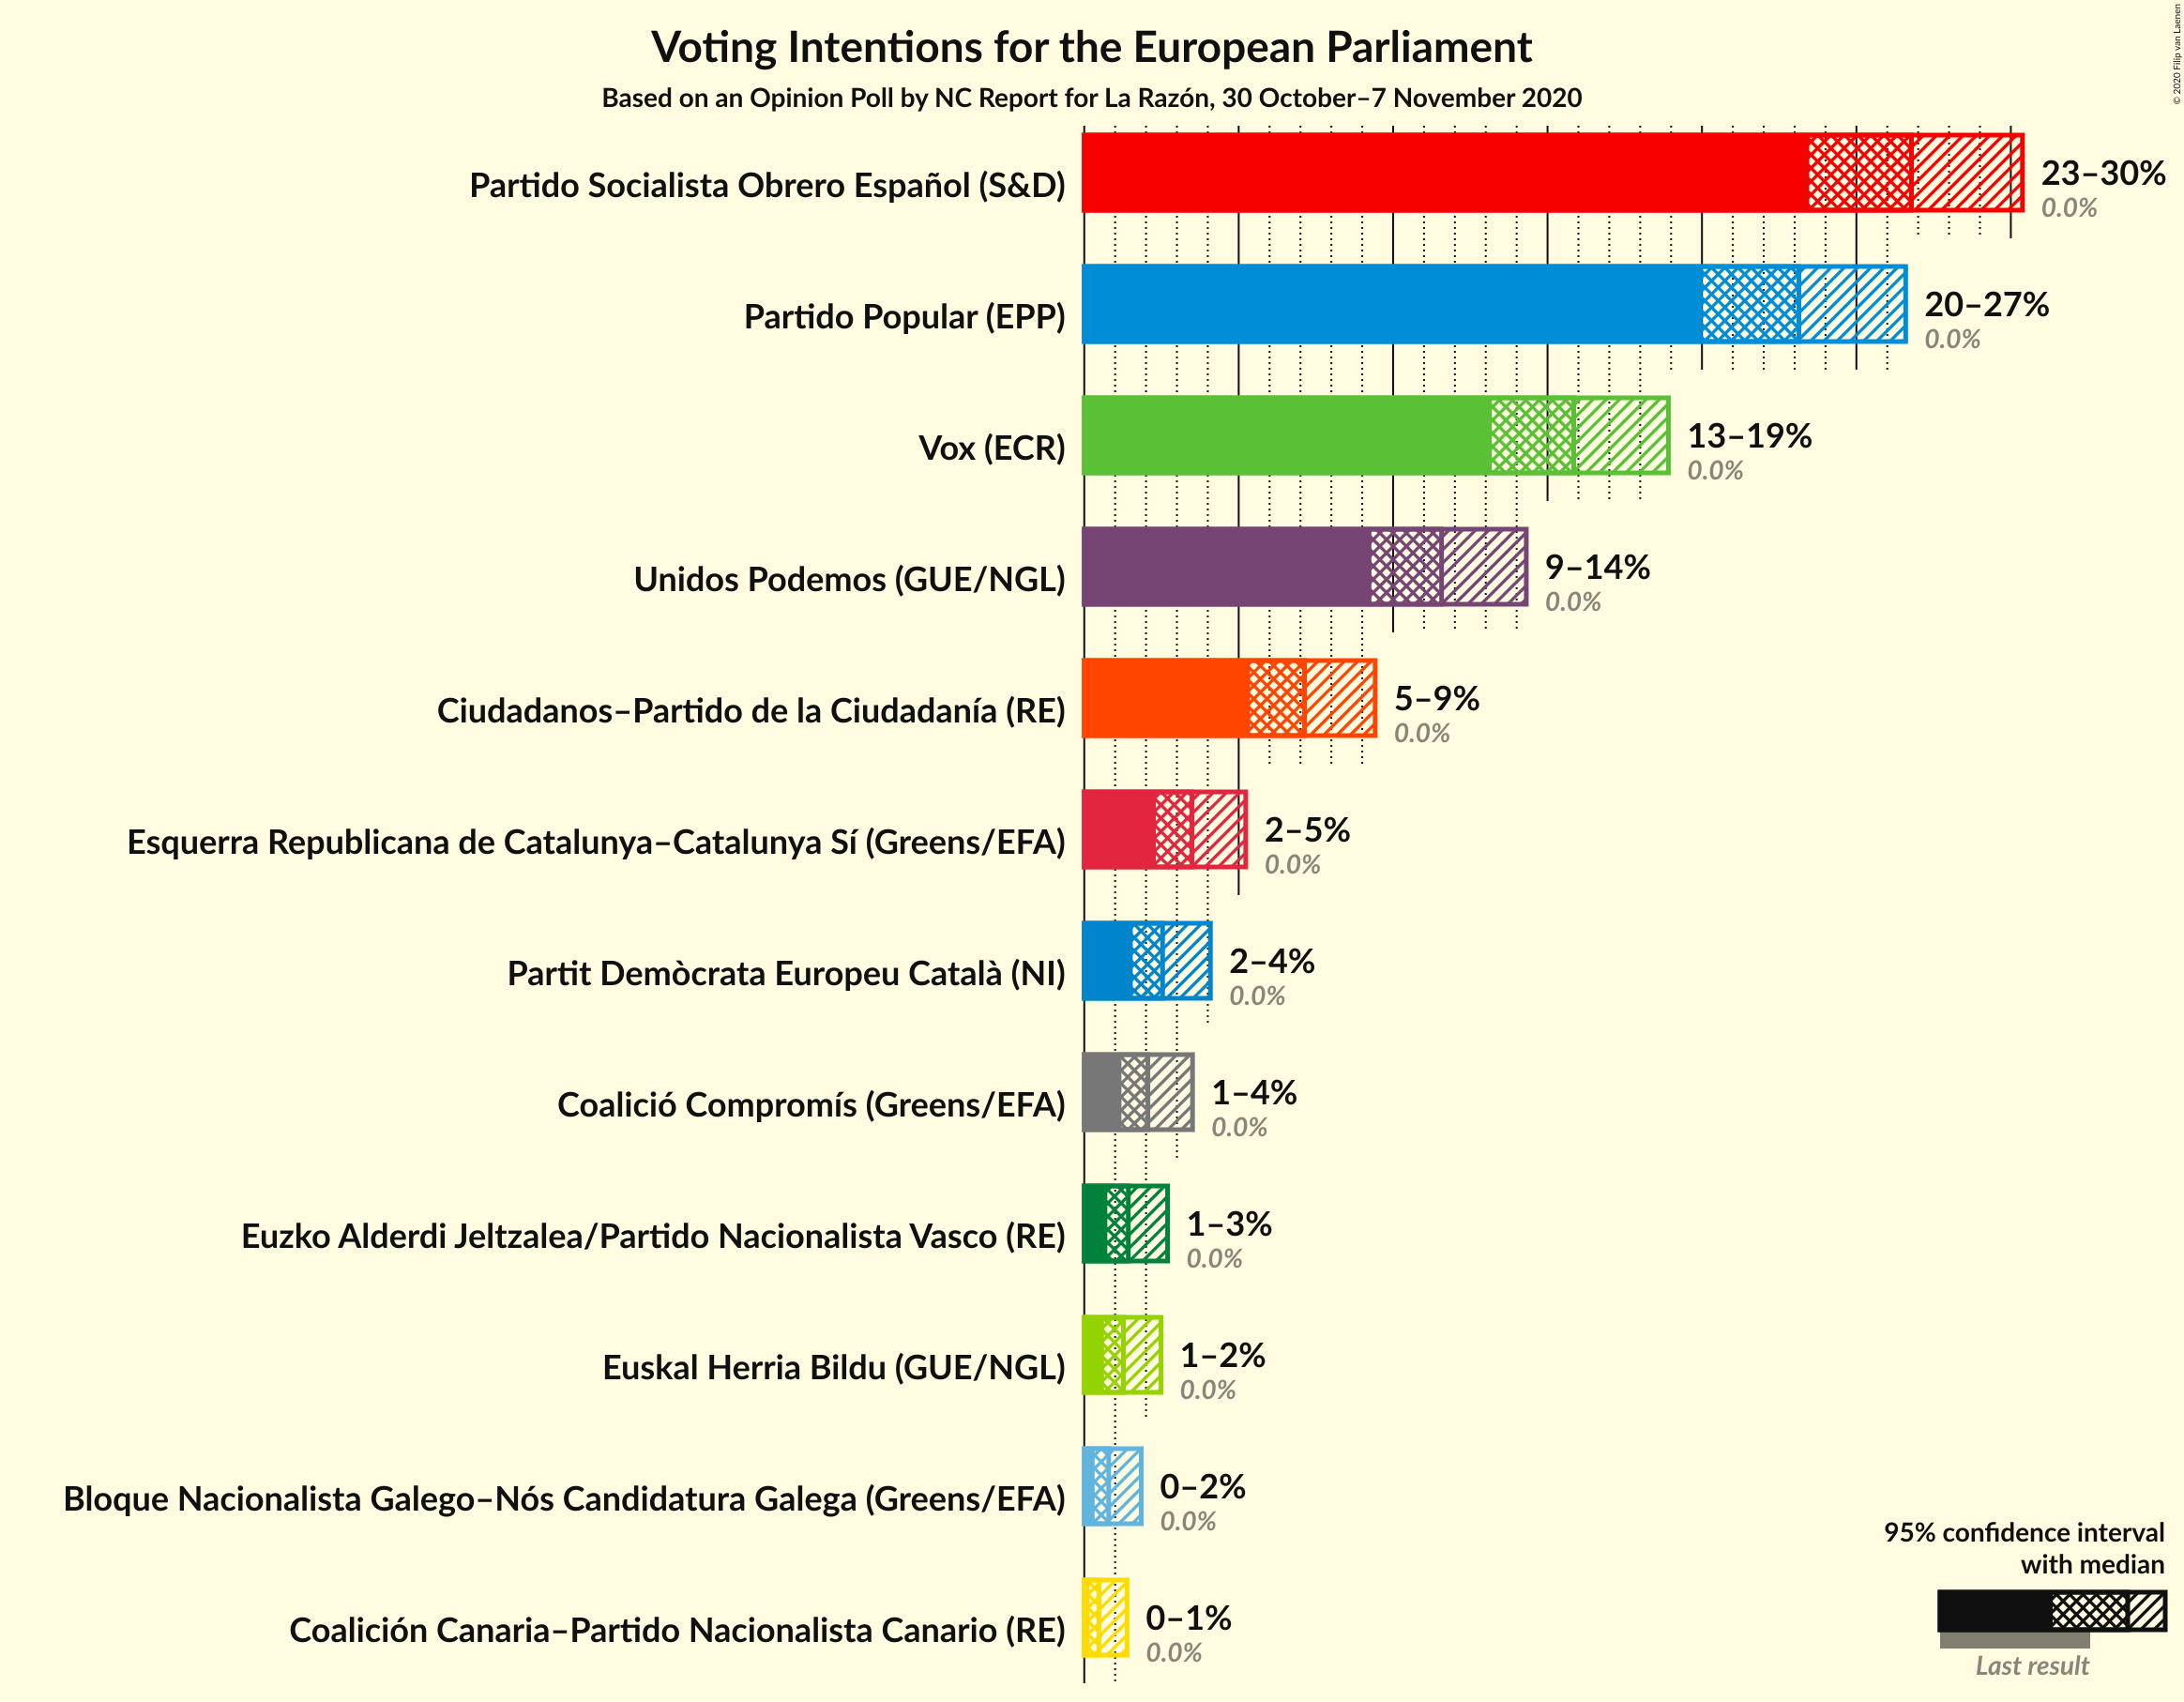 Voting Intentions for the European Parliament
Based on an Opinion Poll by NC Report for La Razón, 30 October–7 November 2020
© 2020 Filip van Laenen
Partido Socialista Obrero Español (S&D)
23–30%
0.0%
Partido Popular (EPP)
20–27%
0.0%
Vox (ECR)
13–19%
0.0%
Unidos Podemos (GUE/NGL)
9–14%
0.0%
Ciudadanos–Partido de la Ciudadanía (RE)
5–9%
0.0%
Esquerra Republicana de Catalunya–Catalunya Sí (Greens/EFA)
2–5%
0.0%
Partit Demòcrata Europeu Català (NI)
2–4%
0.0%
Coalició Compromís (Greens/EFA)
1–4%
0.0%
Euzko Alderdi Jeltzalea/Partido Nacionalista Vasco (RE)
1–3%
0.0%
Euskal Herria Bildu (GUE/NGL)
1–2%
0.0%
Bloque Nacionalista Galego–Nós Candidatura Galega (Greens/EFA)
0–2%
0.0%
Coalición Canaria–Partido Nacionalista Canario (RE)
0–1%
0.0%
95% confidence interval
with median
Last result